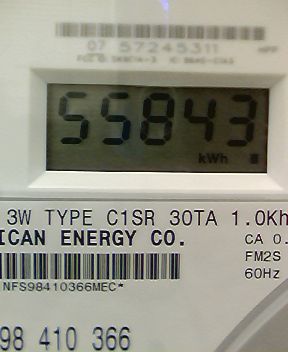 07 57245311
55843
kWh
3W TYPE C1SR 30TA 1.0Kh
ICAN ENERGY CO.
CA 0.
FM2S
60Hz
NFS98410366MEC*
98 410 366